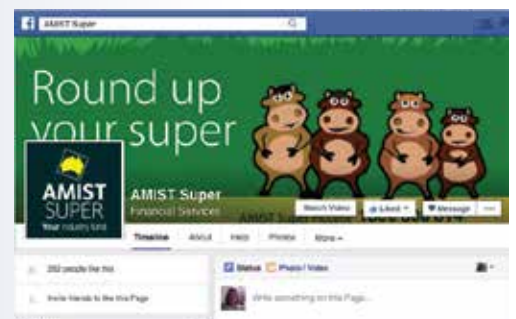 AMIST Super
Round up
your super
AMIST
SUPER
Your industry fund
AMIST Super
Financial Services
Watch Video
Liked
Message
Timeline
About
Photos
More
people like this
Invite friends to like this Page
Status
Photo / Video
Write something on this Page...